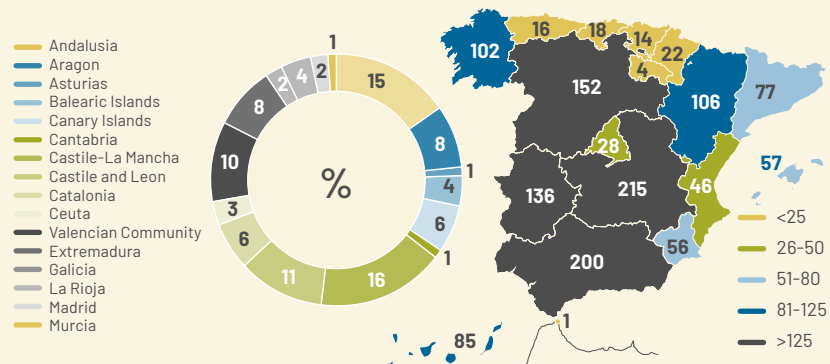 Andalusia
Aragon
Asturias
Balearic Islands
Canary Islands
Cantabria
Castile-La Mancha
Castile and Leon
Catalonia
Ceuta
Valencian Community
Extremadura
Galicia
La Rioja
Madrid
Murcia
%
1
15
8
1
4
6
1
16
11
6
3
10
8
2
4
2
102
16
18
14
22
4
152
106
77
28
57
136
215
46
56
200
1
85
<25
26-50
51-80
81-125
>125